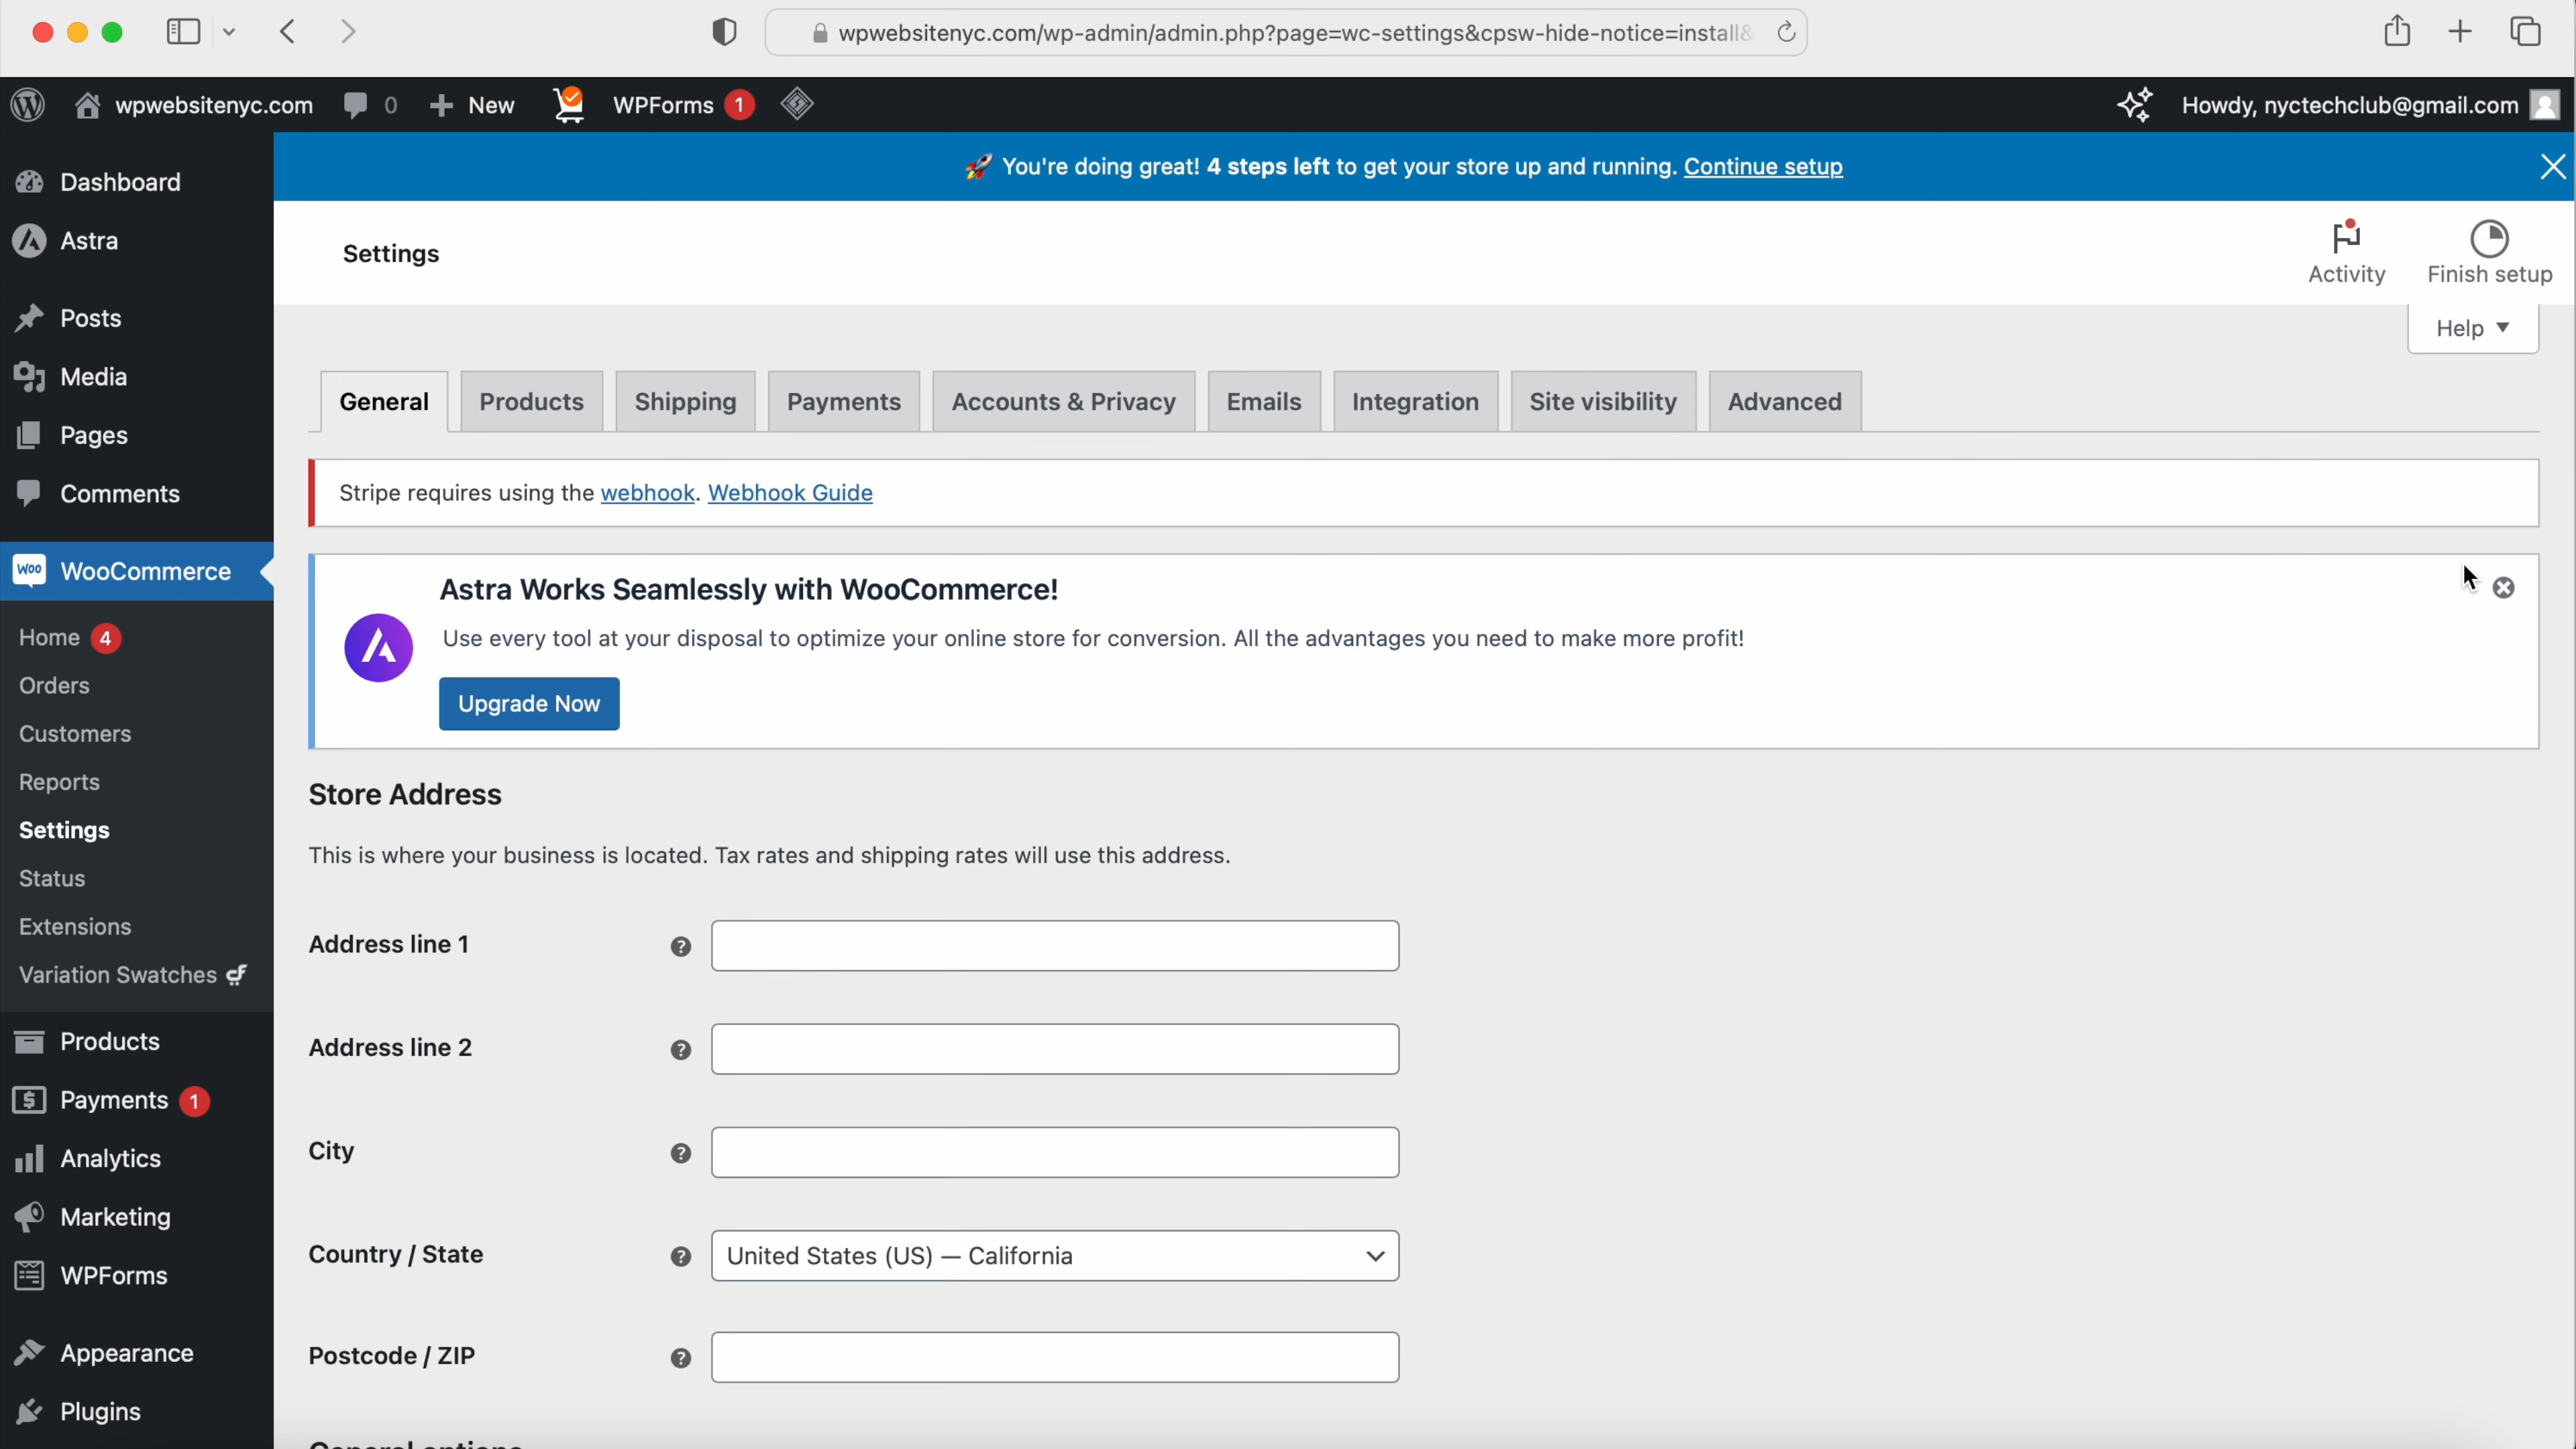 wpwebsitenyc.com/wp-admin/admin.php?page=wc-settings&cpsw-hide-notice=install&
wpwebsitenyc.com 0 New WPForms 1 Howdy, nyctechclub@gmail.com
🚀 You're doing great! 4 steps left to get your store up and running. Continue setup
Dashboard
Astra
Posts
Media
Pages
Comments
Woo WooCommerce
Home 4
Orders
Customers
Reports
Settings
Status
Extensions
Variation Swatches
Products
Payments 1
Analytics
Marketing
WPForms
Appearance
Plugins
Settings
Activity
Finish setup
Help
General Products Shipping Payments Accounts & Privacy Emails Integration Site visibility Advanced
Stripe requires using the webhook. Webhook Guide
Astra Works Seamlessly with WooCommerce!
Use every tool at your disposal to optimize your online store for conversion. All the advantages you need to make more profit!
Upgrade Now
Store Address
This is where your business is located. Tax rates and shipping rates will use this address.
Address line 1 ?
Address line 2 ?
City ?
Country / State ? United States (US) — California
Postcode / ZIP ?
General options